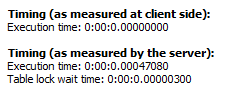 Timing (as measured at client side):
Execution time: 0:00:0.00000000
Timing (as measured by the server):
Execution time: 0:00:0.00047080
Table lock wait time: 0:00:0.00000300